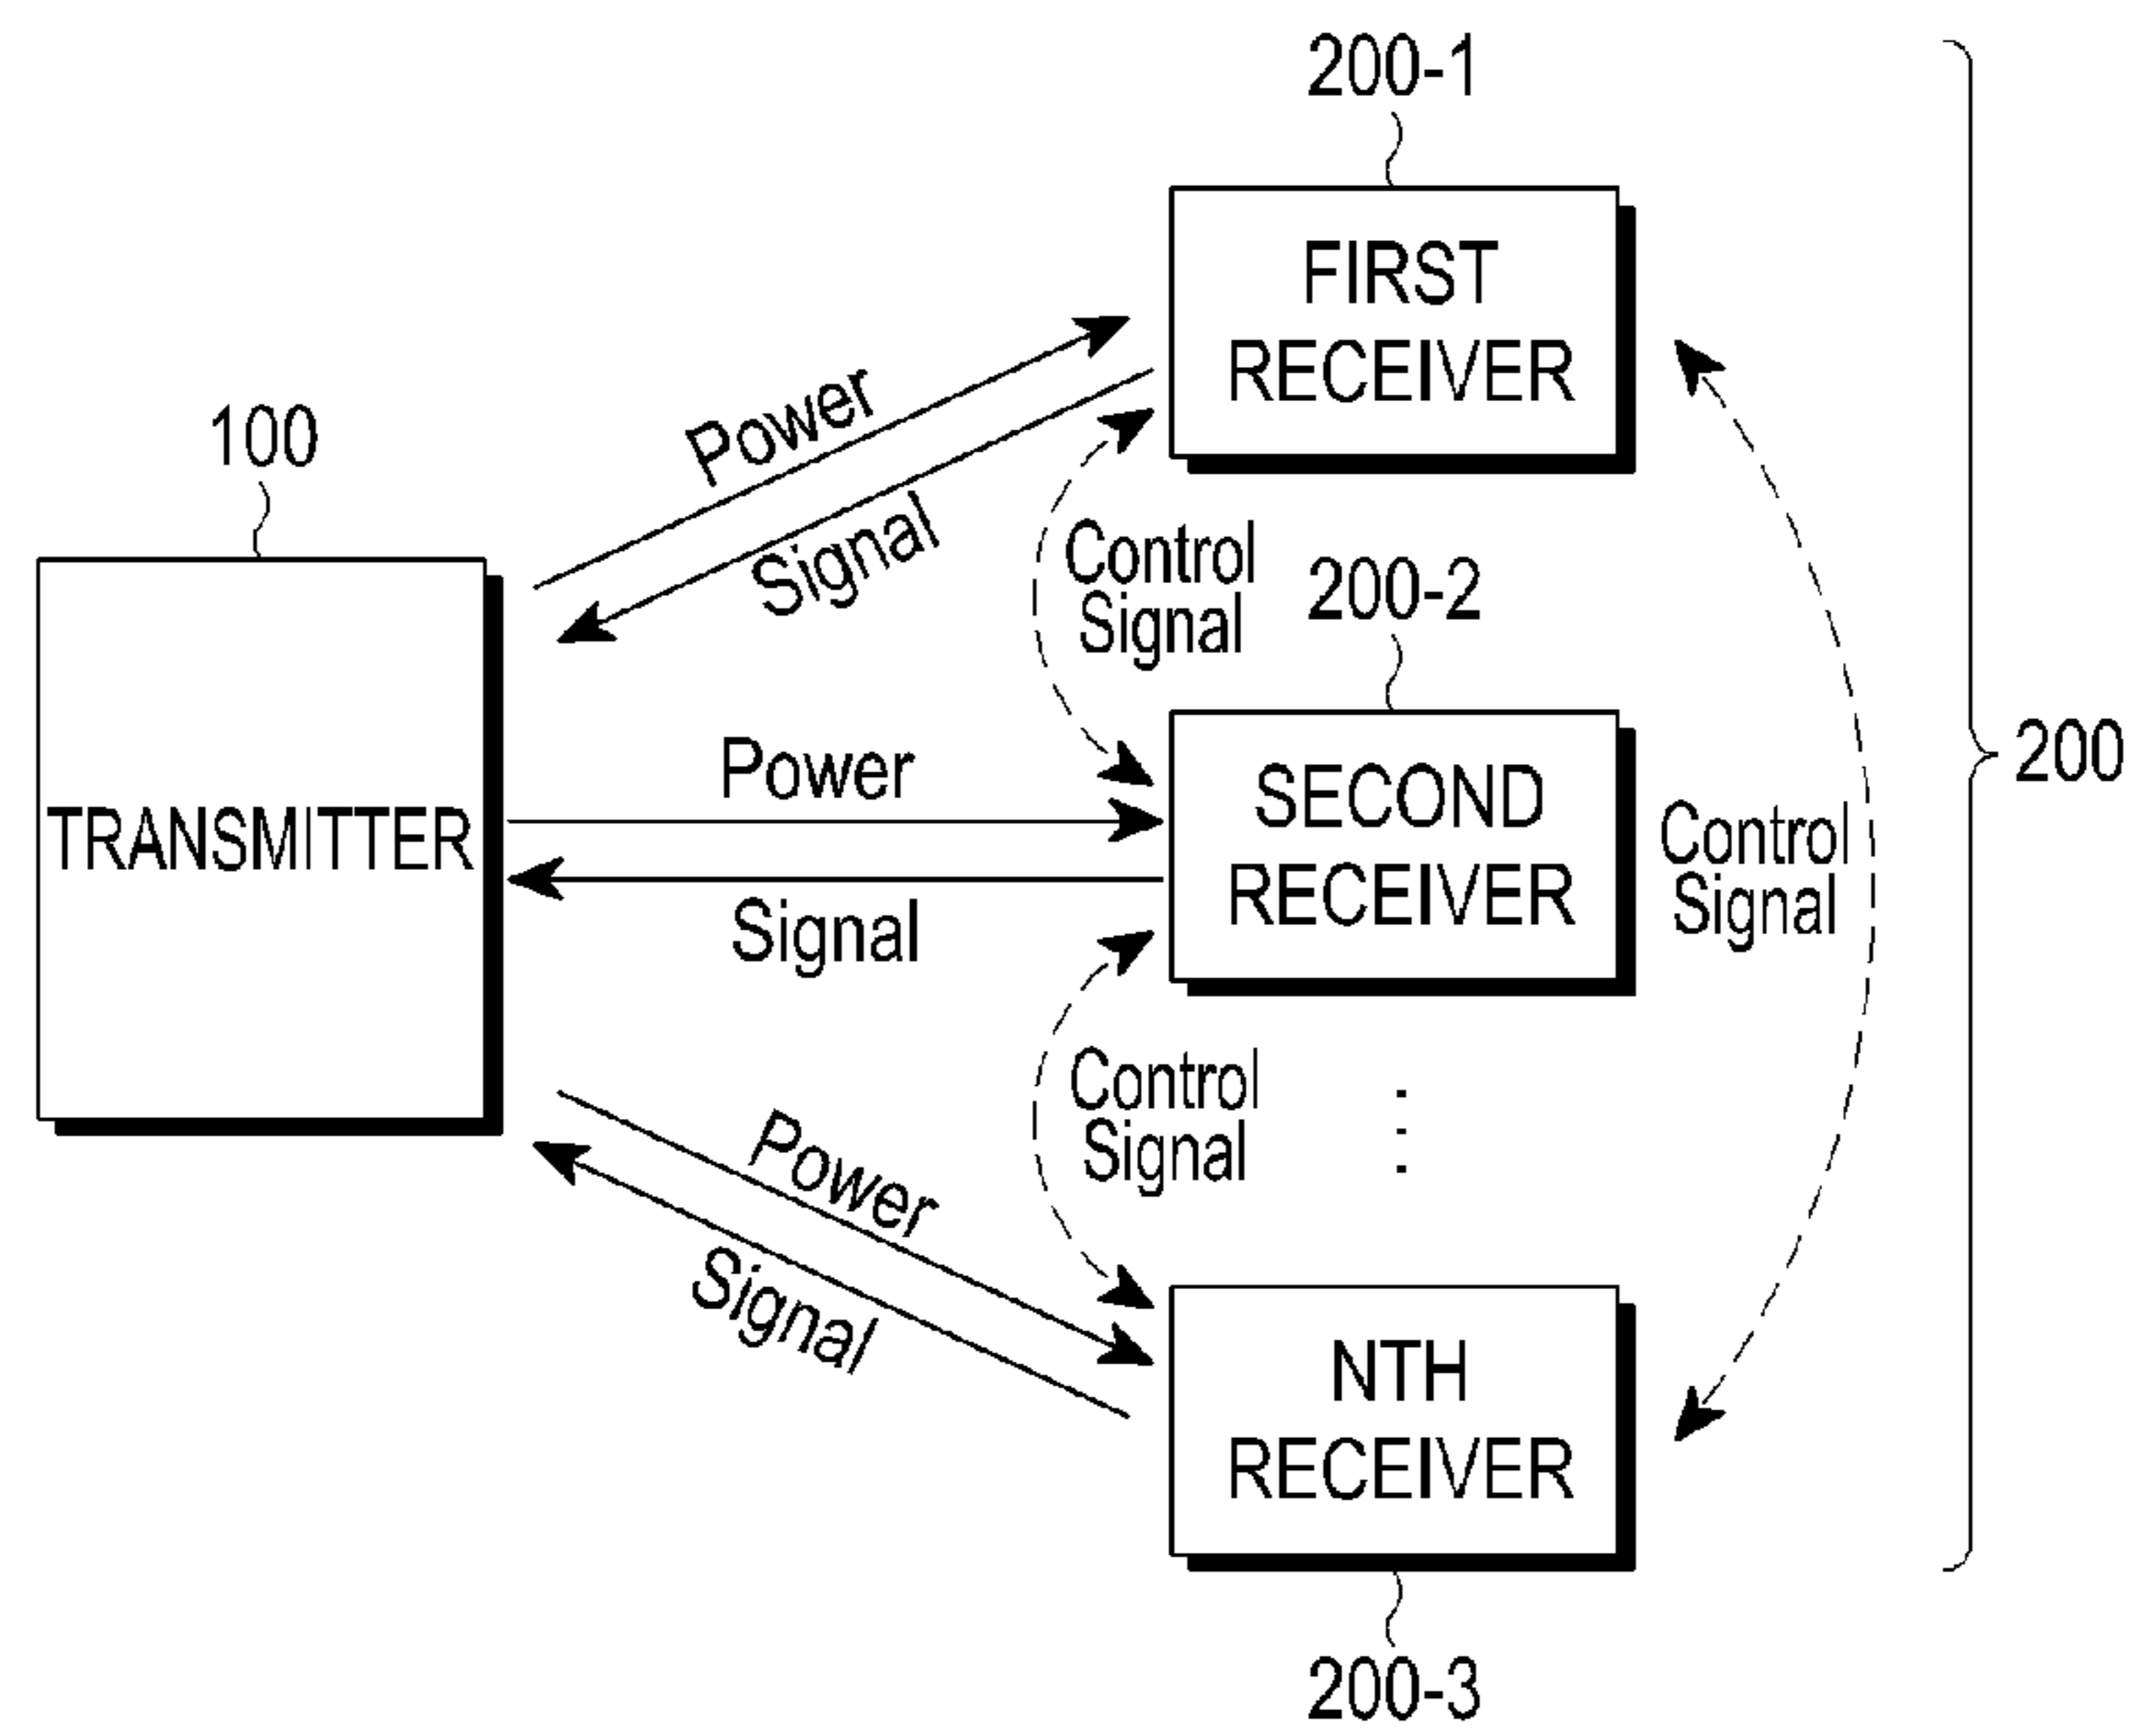 200-1
FIRST
RECEIVER
100
Power
Signal
Control
Signal
200-2
TRANSMITTER
Power
Signal
SECOND
RECEIVER
Control
Signal
200
Control
Signal
Power
Signal
NTH
RECEIVER
200-3